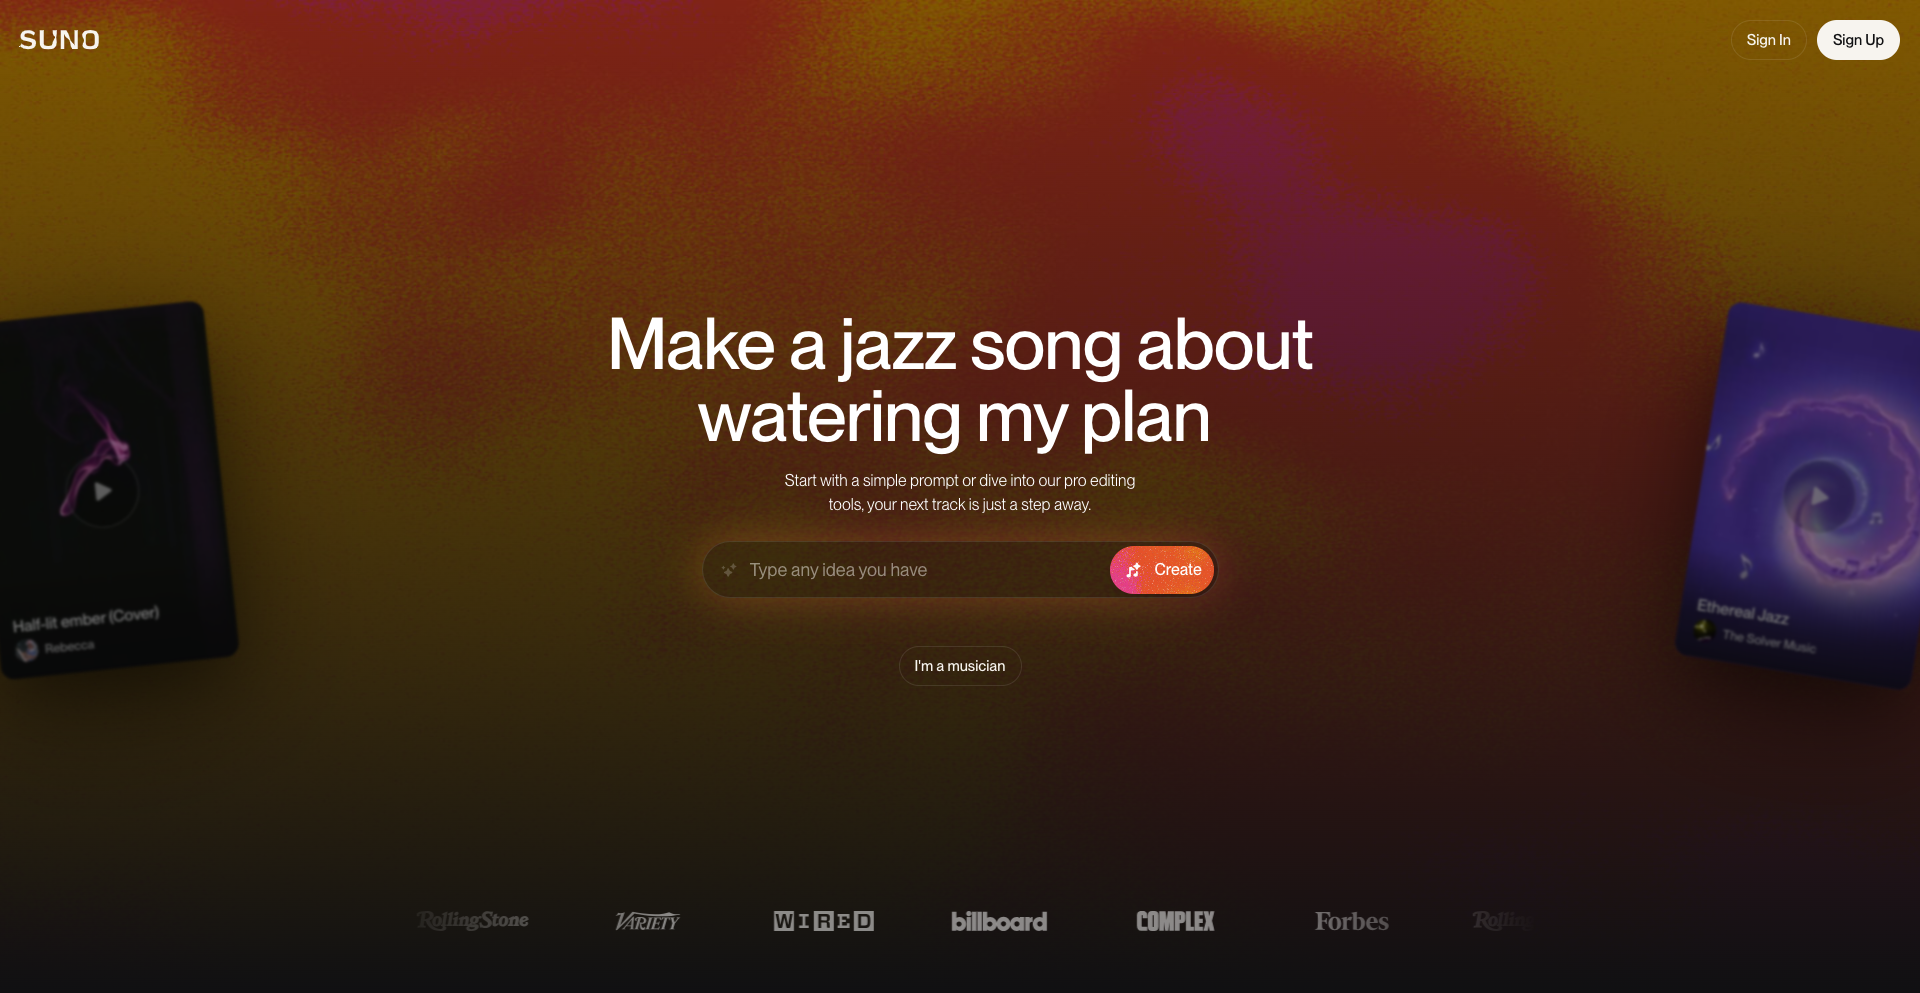 SUNO
Sign In
Sign Up
Make a jazz song about
watering my plan
Start with a simple prompt or dive into our pro editing
tools, your next track is just a step away.
Type any idea you have
Create
I'm a musician
Half-lit ember (Cover)
Rebecca
Ethereal Jazz
The Solver Music
RollingStone
VARIETY
WIRED
billboard
COMPLEX
Forbes
Rollin